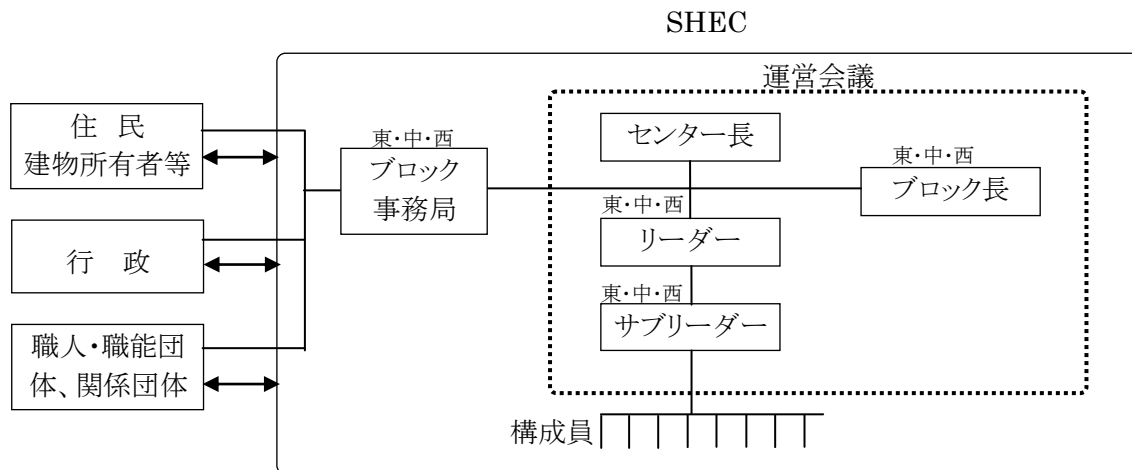 SHEC
運営会議
住 民
建物所有者等
行 政
職人・職能団
体、関係団体
東・中・西
ブロック
事務局
センター長
東・中・西
ブロック長
東・中・西
リーダー
東・中・西
サブリーダー
構成員